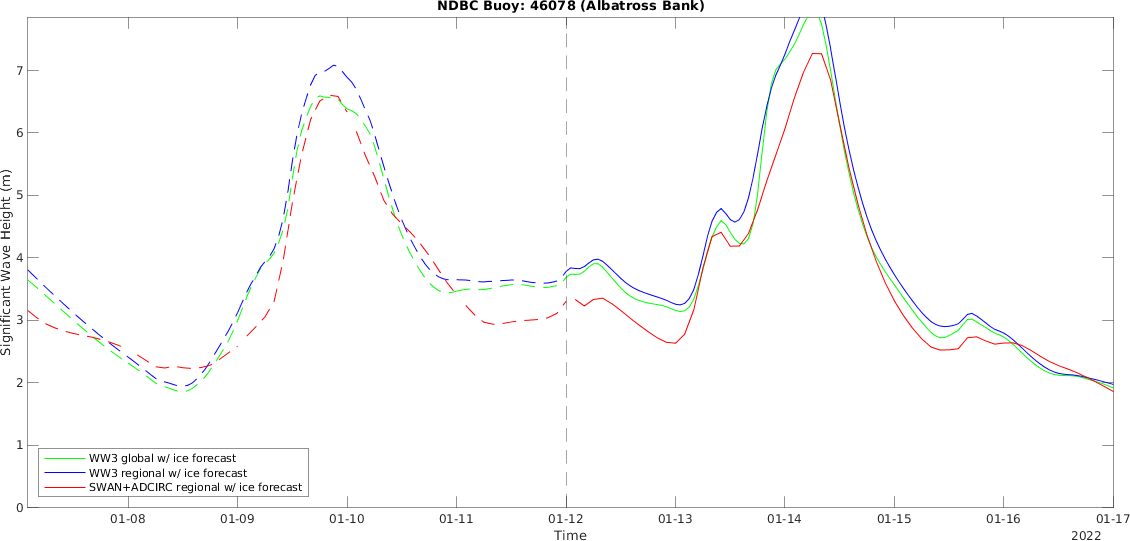 NDBC Buoy: 46078 (Albatross Bank)
Significant Wave Height (m)
7
6
5
4
3
2
1
0
WW3 global w/ ice forecast
WW3 regional w/ ice forecast
SWAN+ADCIRC regional w/ ice forecast
01-08 01-09 01-10 01-11 01-12 01-13 01-14 01-15 01-16 01-17
Time
2022